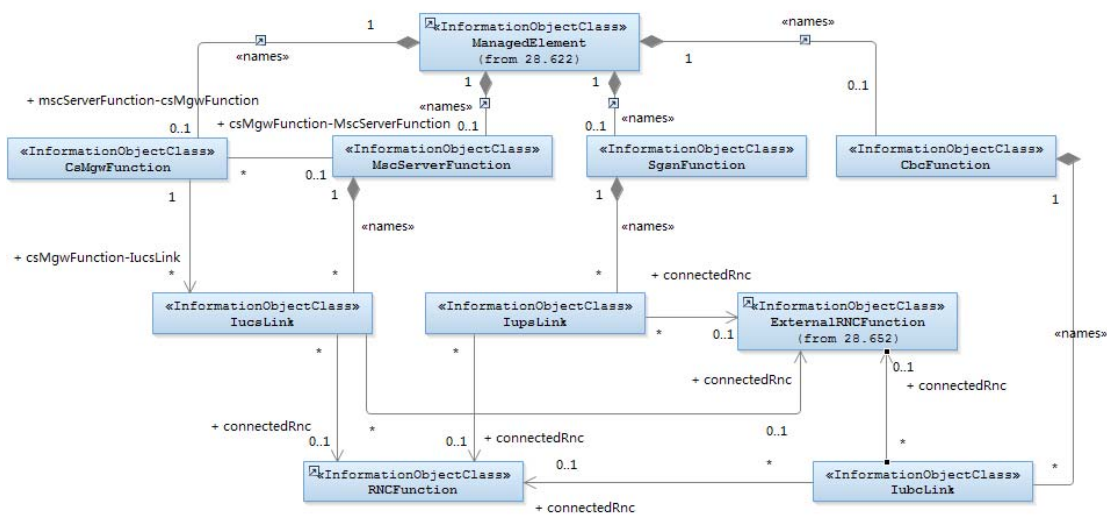 «names»
1
«InformationObjectClass»
ManagedElement
(from 28.622)
«names»
1
1
1
1
«names»
«names»
+ mscServerFunction-csMgwFunction
0..1
+ csMgwFunction-MscServerFunction
0..1
0..1
«names»
0..1
«InformationObjectClass»
CsMgwFunction
«InformationObjectClass»
MscServerFunction
«InformationObjectClass»
SgsnFunction
«InformationObjectClass»
CbcFunction
*
0..1
1
1
1
1
«names»
«names»
+ csMgwFunction-IucsLink
*
*
*
+ connectedRnc
«InformationObjectClass»
IucsLink
«InformationObjectClass»
IupsLink
«InformationObjectClass»
ExternalRNCFunction
(from 28.652)
*
0..1
«names»
*
*
0..1
+ connectedRnc
+ connectedRnc
+ connectedRnc
*
0..1
0..1
0..1
+ connectedRnc
*
0..1
*
*
«InformationObjectClass»
RNCFunction
«InformationObjectClass»
IubcLink
+ connectedRnc